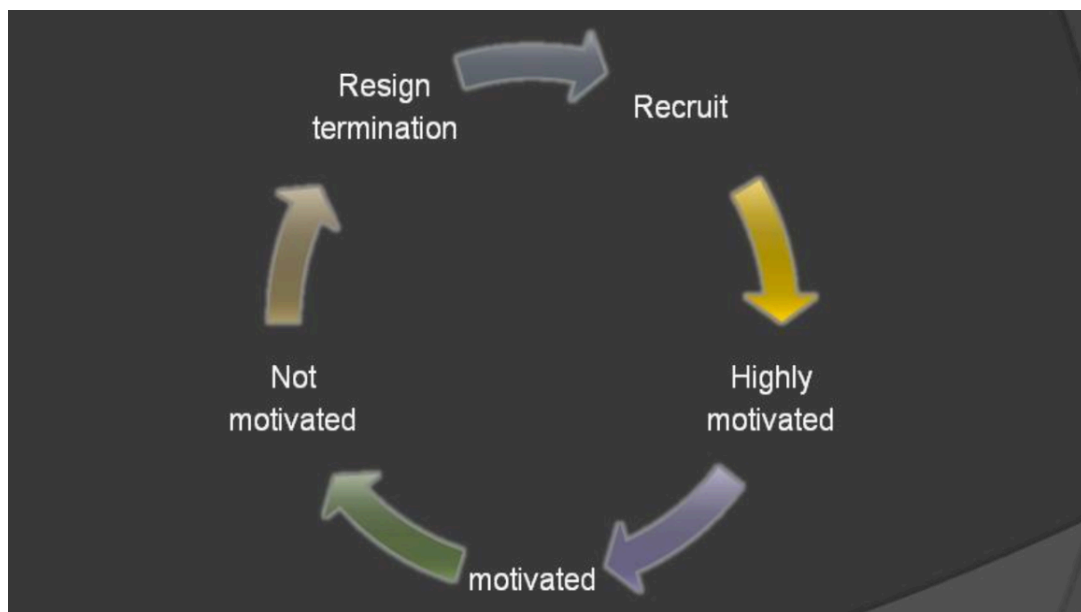 Resign
termination
Recruit
Highly
motivated
motivated
Not
motivated